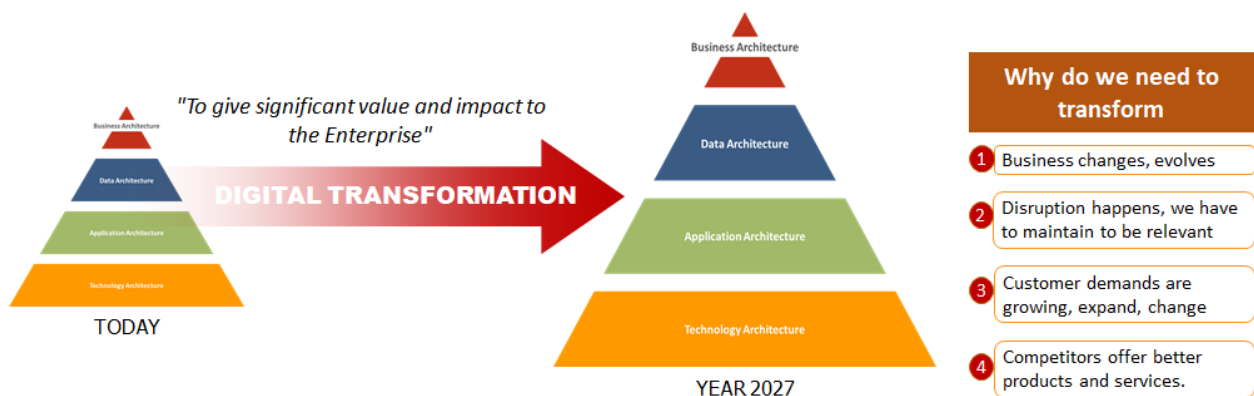 Business Architecture
Data Architecture
Application Architecture
Technology Architecture
TODAY
"To give significant value and impact to
the Enterprise"
DIGITAL TRANSFORMATION
Business Architecture
Data Architecture
Application Architecture
Technology Architecture
YEAR 2027
Why do we need to
transform
1 Business changes, evolves
2 Disruption happens, we have
to maintain to be relevant
3 Customer demands are
growing, expand, change
4 Competitors offer better
products and services.